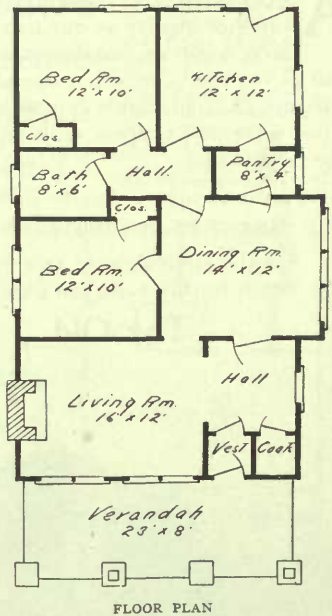 Bed Rm.
12' x 10'
Kitchen
12' x 12'
Clos.
Bath
8' x 6'
Hall.
Pantry
8' x 4'
Clos.
Bed Rm.
12' x 10'
Dining Rm.
14' x 12'
Hall
Living Rm.
16' x 12'
Vest
Coat
Verandah
23' x 8'
FLOOR PLAN